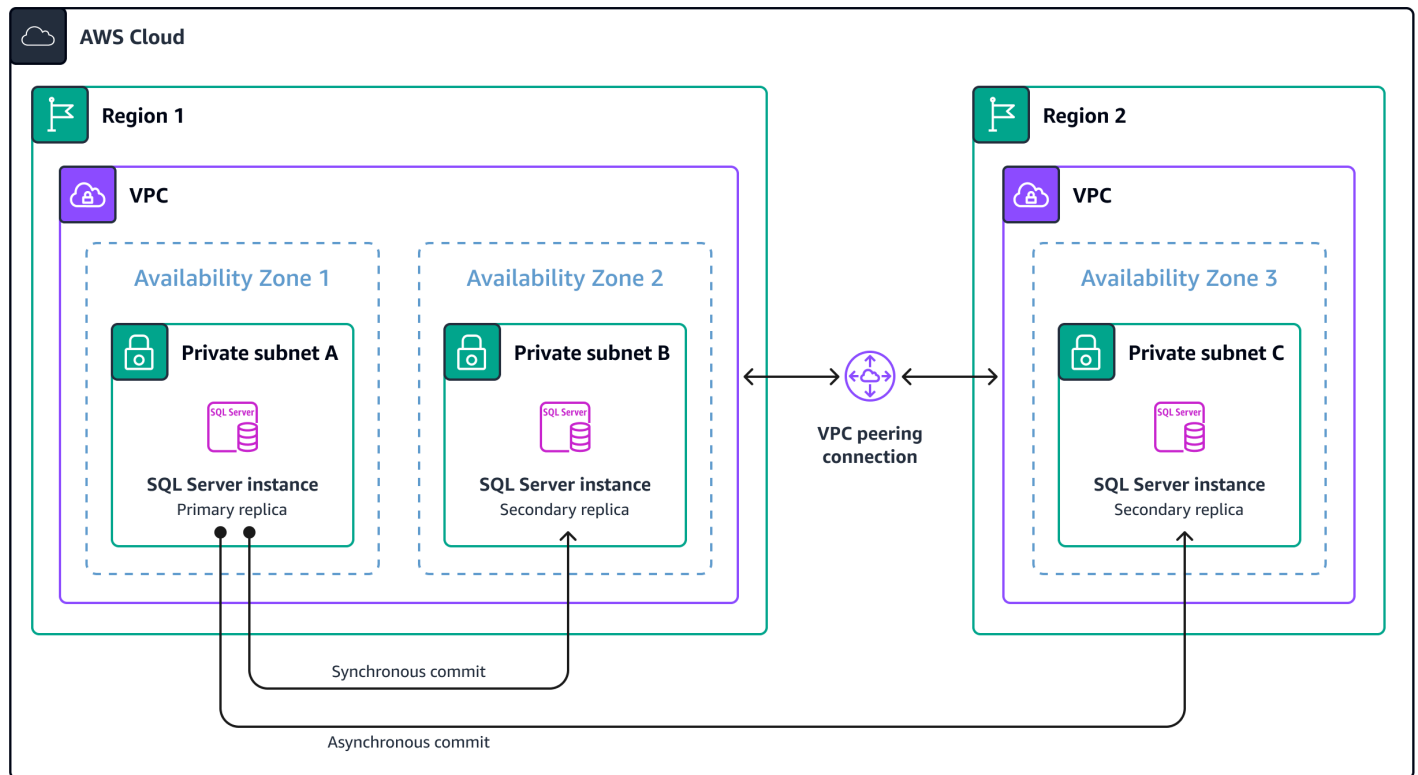 AWS Cloud
Region 1
VPC
Availability Zone 1
Private subnet A
SQL Server
SQL Server instance
Primary replica
Availability Zone 2
Private subnet B
SQL Server
SQL Server instance
Secondary replica
VPC peering
connection
Region 2
VPC
Availability Zone 3
Private subnet C
SQL Server
SQL Server instance
Secondary replica
Synchronous commit
Asynchronous commit